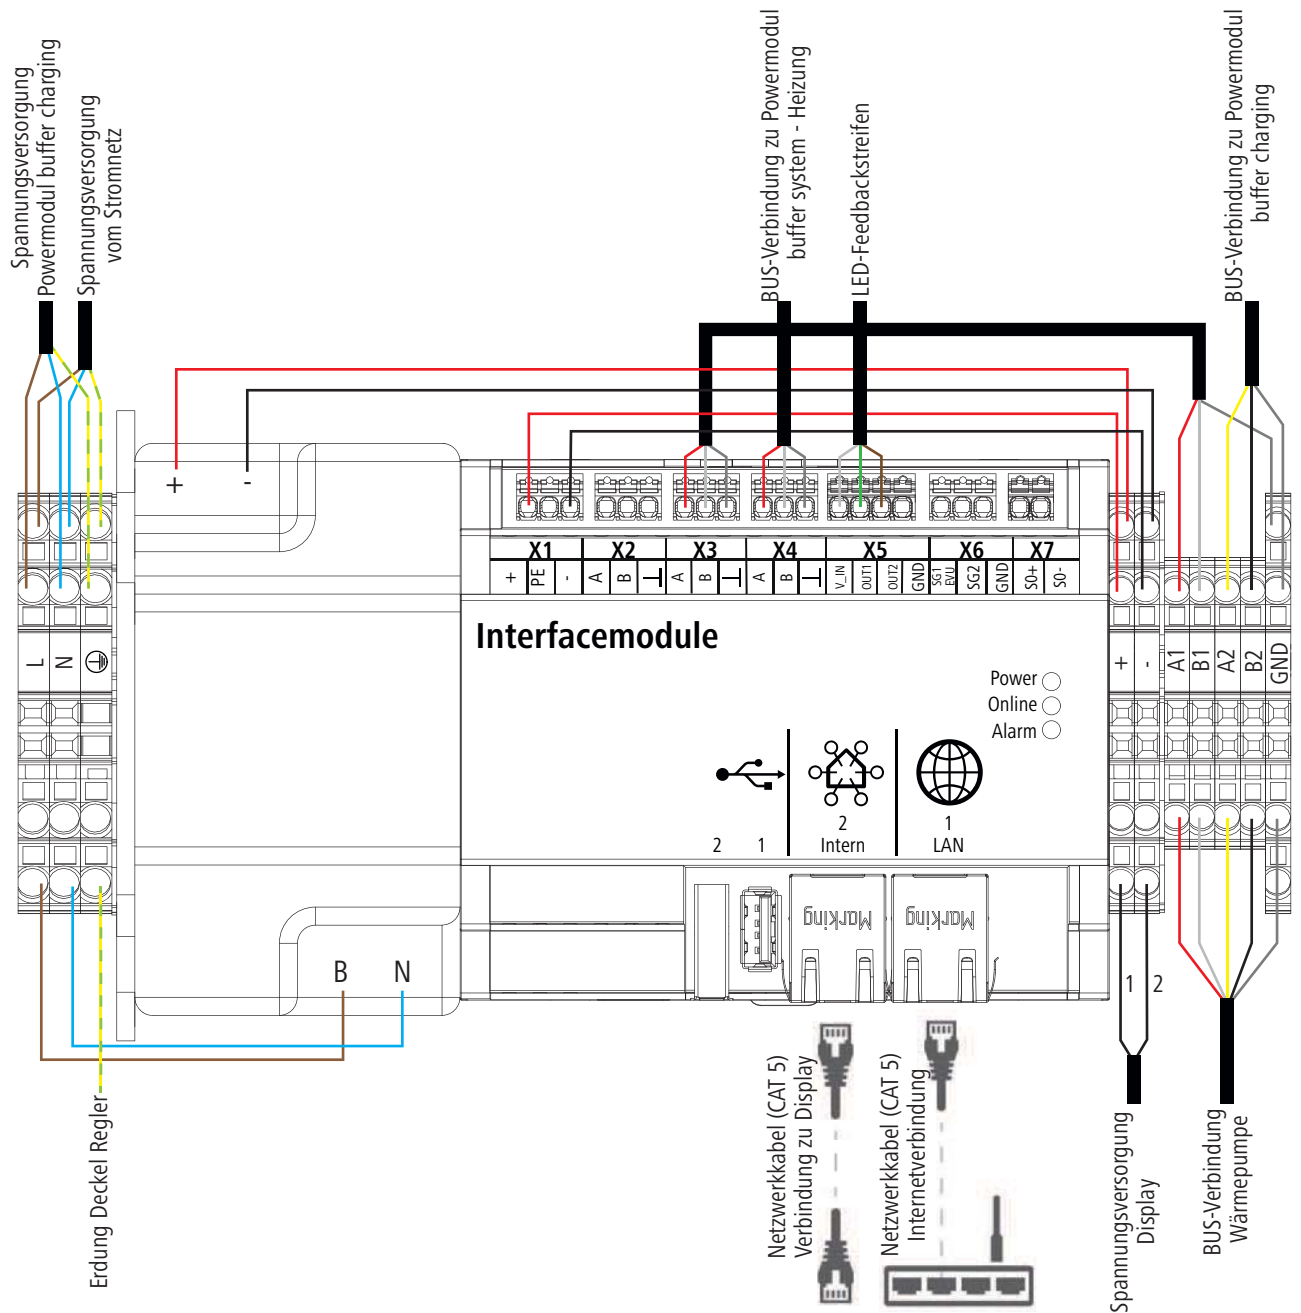 Spannungsversorgung
Powermodul buffer charging
Spannungsversorgung
vom Stromnetz
BUS-Verbindung zu Powermodul
buffer system - Heizung
LED-Feedbackstreifen
BUS-Verbindung zu Powermodul
buffer charging
+ -
X1 X2 X3 X4 X5 X6 X7
+ PE - A B ⊥ A B ⊥ A B ⊥ V_IN OUT1 OUT2 GND SG1 EVU SG2 GND S0+ S0-
Interfacemodule
L N
+ - A1 B1 A2 B2 GND
Power
Online
Alarm
2 1
2
Intern
1
LAN
Marking Marking
B N
1 2
Erdung Deckel Regler
Netzwerkkabel (CAT 5)
Verbindung zu Display
Netzwerkkabel (CAT 5)
Internetverbindung
Spannungsversorgung
Display
BUS-Verbindung
Wärmepumpe